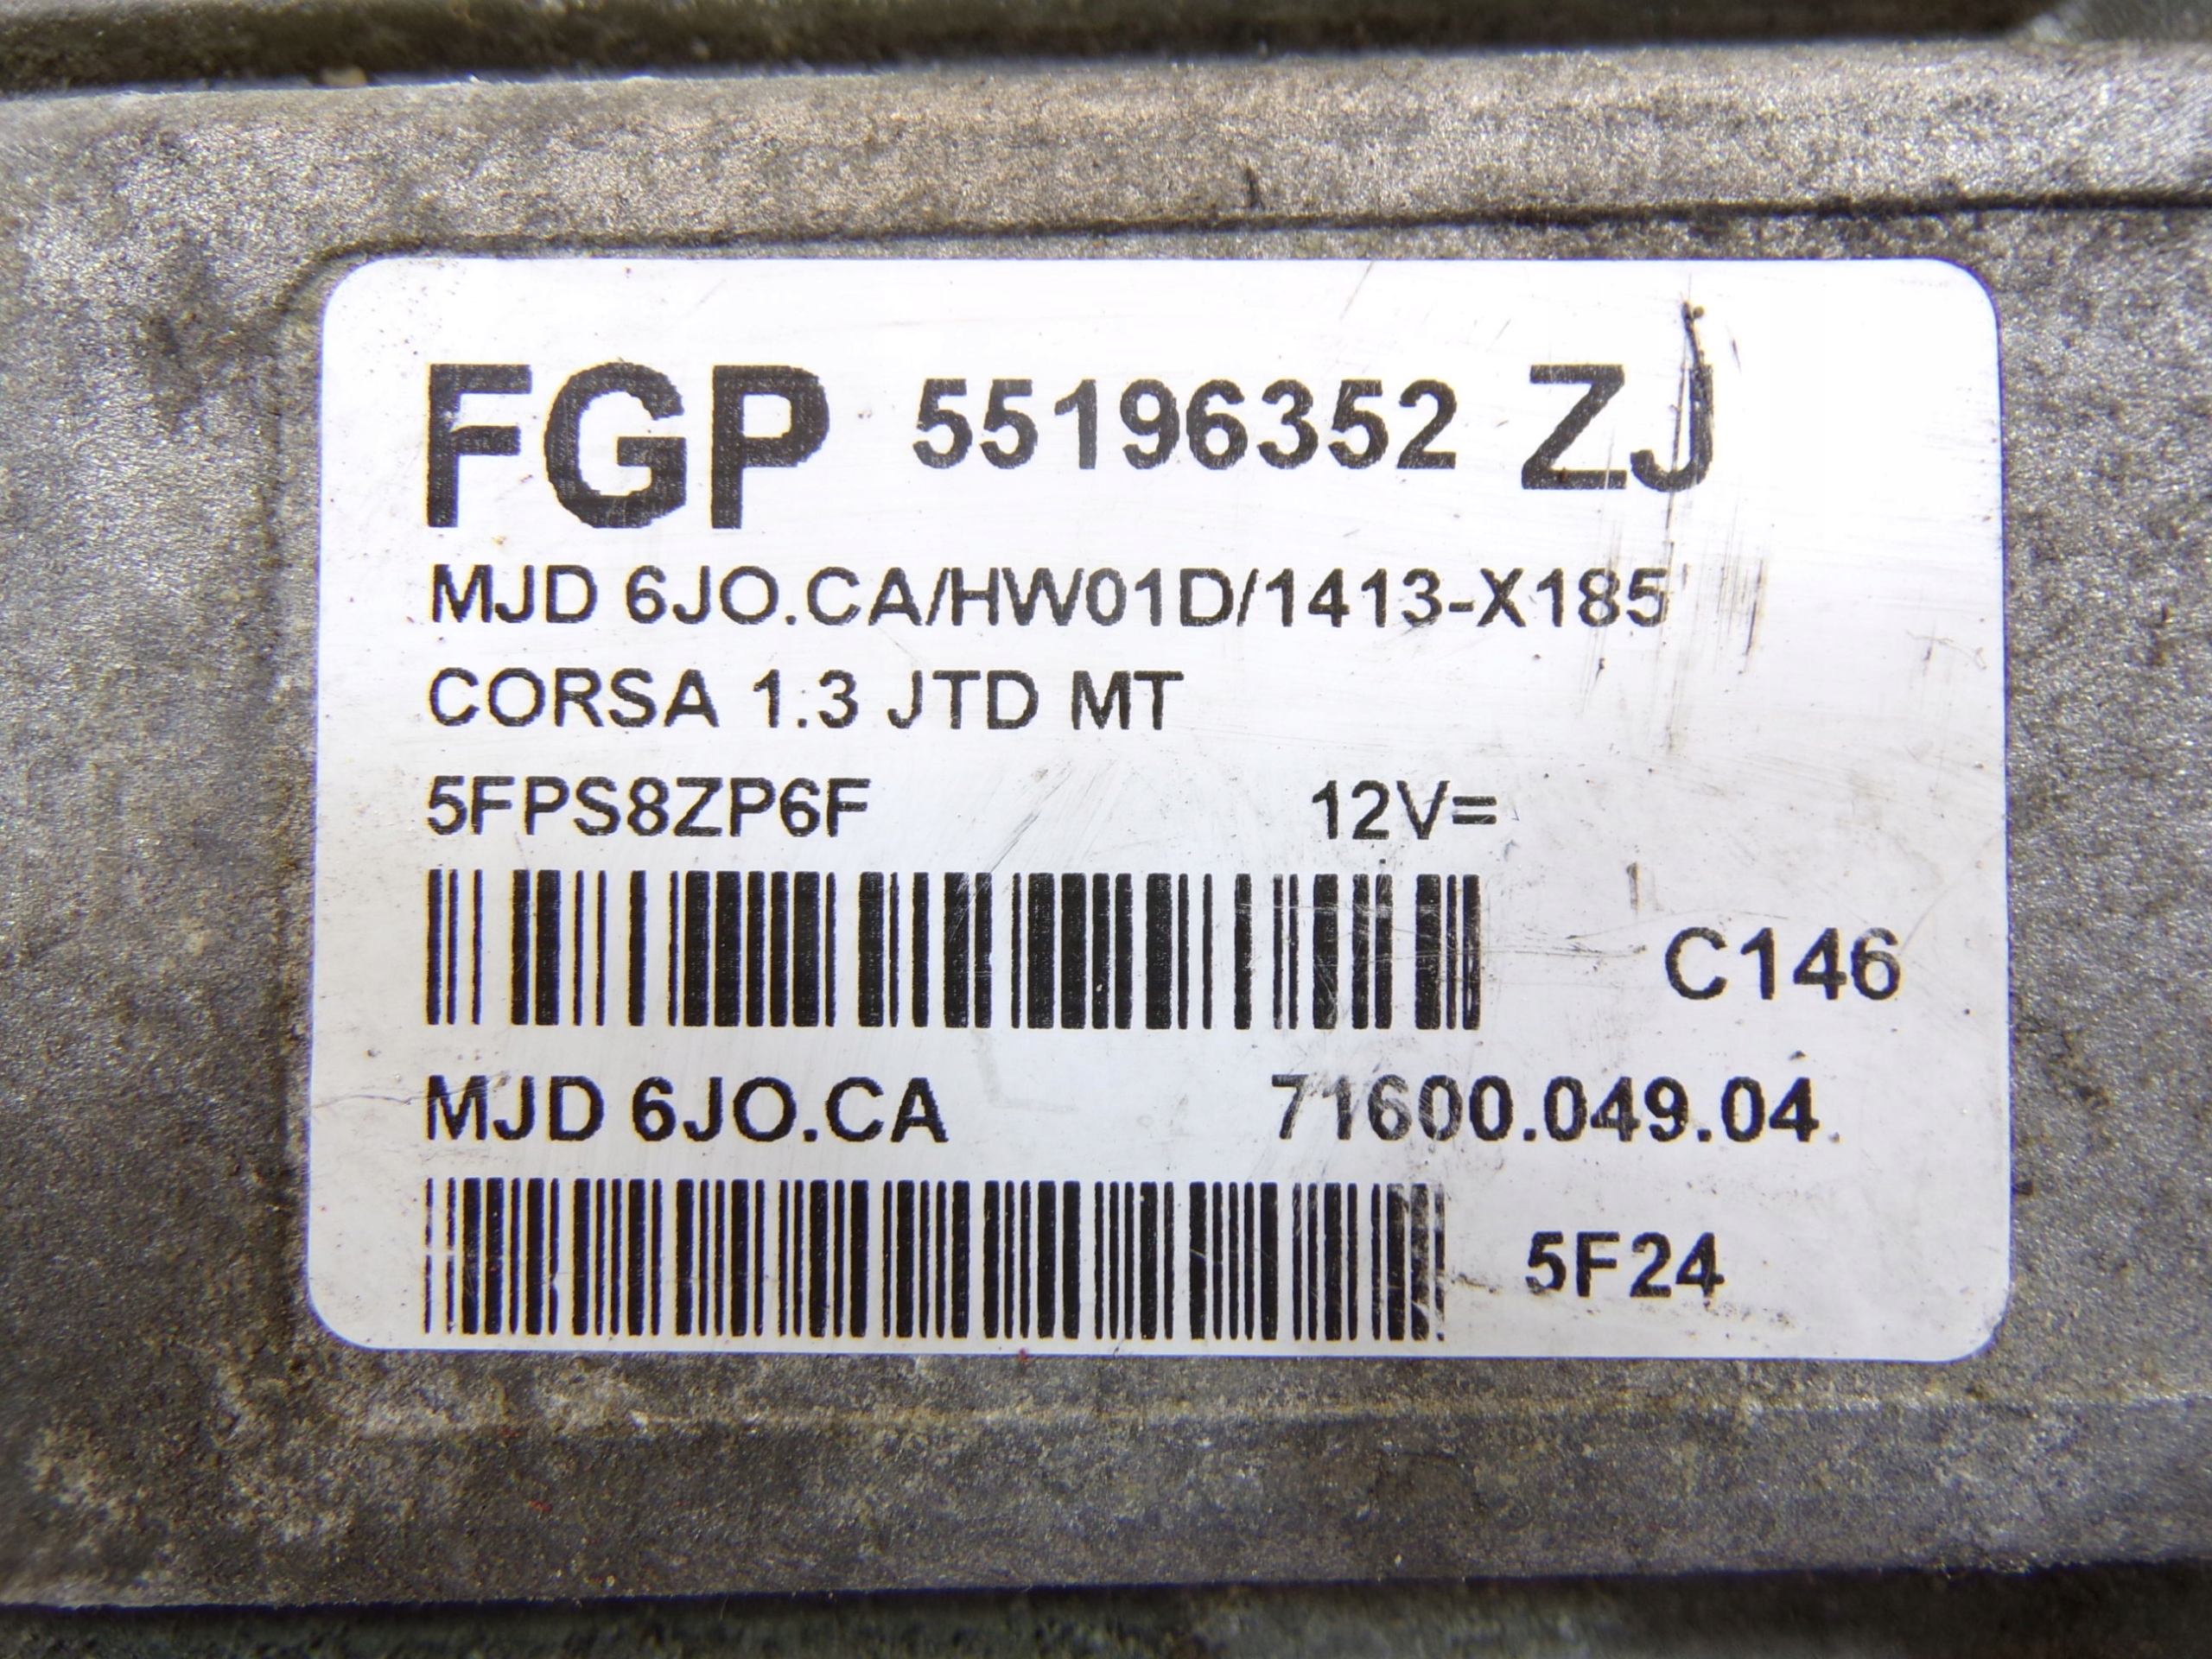 FGP 55196352 ZJ
MJD 6JO.CA/HW01D/1413-X185
CORSA 1.3 JTD MT
5FPS8ZP6F 12V=
C146
MJD 6JO.CA 71600.049.04
5F24